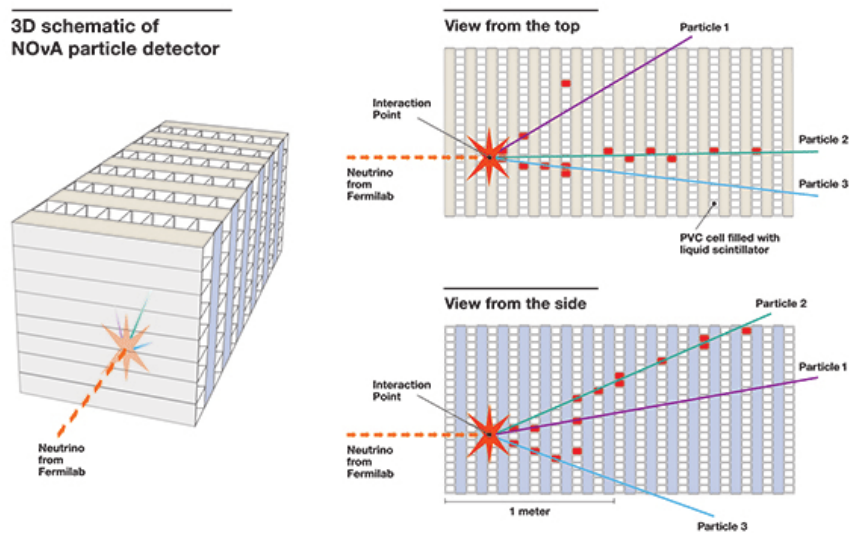 3D schematic of
NOνA particle detector
Neutrino
from
Fermilab
View from the top
Particle 1
Interaction
Point
Particle 2
Neutrino
from
Fermilab
Particle 3
PVC cell filled with
liquid scintillator
View from the side
Particle 2
Particle 1
Interaction
Point
Neutrino
from
Fermilab
1 meter
Particle 3